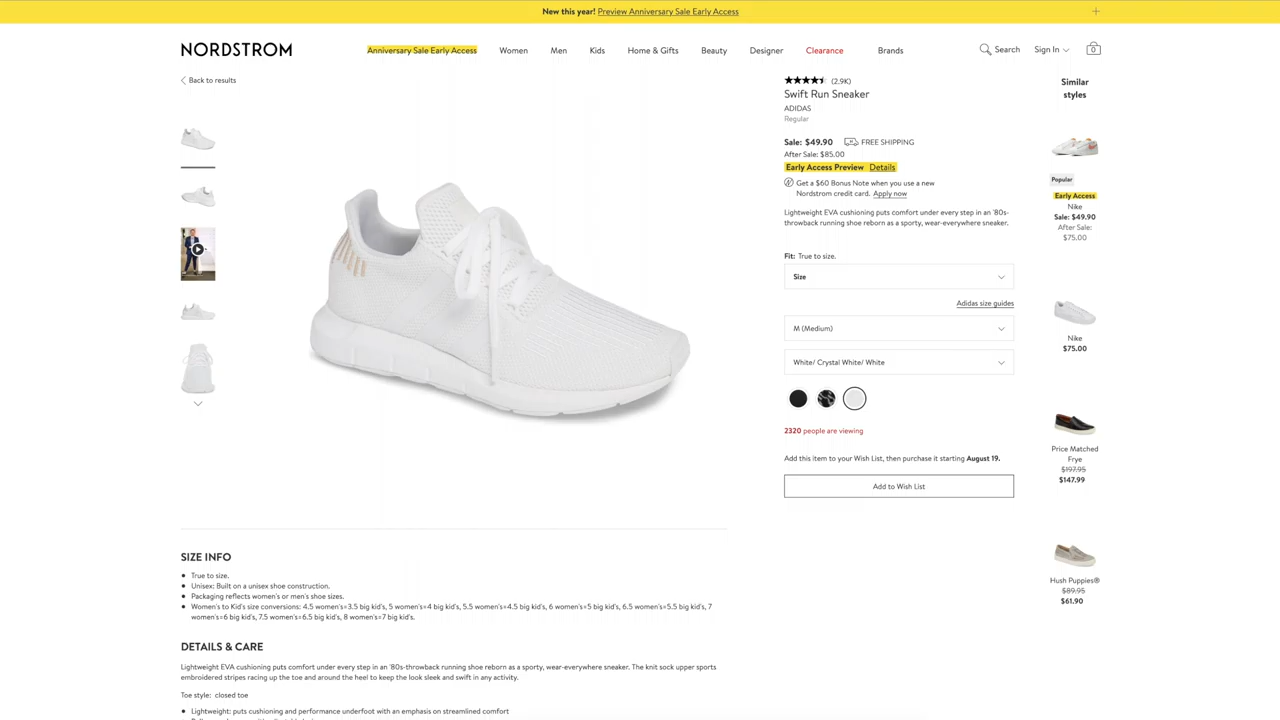 New this year! Preview Anniversary Sale Early Access
NORDSTROM
Anniversary Sale Early Access
Women
Men
Kids
Home & Gifts
Beauty
Designer
Clearance
Brands
Search
Sign In
0
Back to results
(2.9K)
Swift Run Sneaker
ADIDAS
Regular
Sale: $49.90 FREE SHIPPING
After Sale: $85.00
Early Access Preview Details
Get a $60 Bonus Note when you use a new
Nordstrom credit card. Apply now
Lightweight EVA cushioning puts comfort under every step in an '80s-
throwback running shoe reborn as a sporty, wear-everywhere sneaker.
Fit: True to size.
Size
Adidas size guides
M (Medium)
White/ Crystal White/ White
2320 people are viewing
Add this item to your Wish List, then purchase it starting August 19.
Add to Wish List
Similar
styles
Popular
Early Access
Nike
Sale: $49.90
After Sale:
$75.00
Nike
$75.00
Price Matched
Frye
$197.95
$147.99
Hush Puppies®
$89.95
$61.90
SIZE INFO
True to size.
Unisex: Built on a unisex shoe construction.
Packaging reflects women's or men's shoe sizes.
Women's to Kid's size conversions: 4.5 women's=3.5 big kid's, 5 women's=4 big kid's, 5.5 women's=4.5 big kid's, 6 women's=5 big kid's, 6.5 women's=5.5 big kid's, 7
women's=6 big kid's, 7.5 women's=6.5 big kid's, 8 women's=7 big kid's.
DETAILS & CARE
Lightweight EVA cushioning puts comfort under every step in an '80s-throwback running shoe reborn as a sporty, wear-everywhere sneaker. The knit sock upper sports
embroidered stripes racing up the toe and around the heel to keep the look sleek and swift in any activity.
Toe style: closed toe
Lightweight: puts cushioning and performance underfoot with an emphasis on streamlined comfort